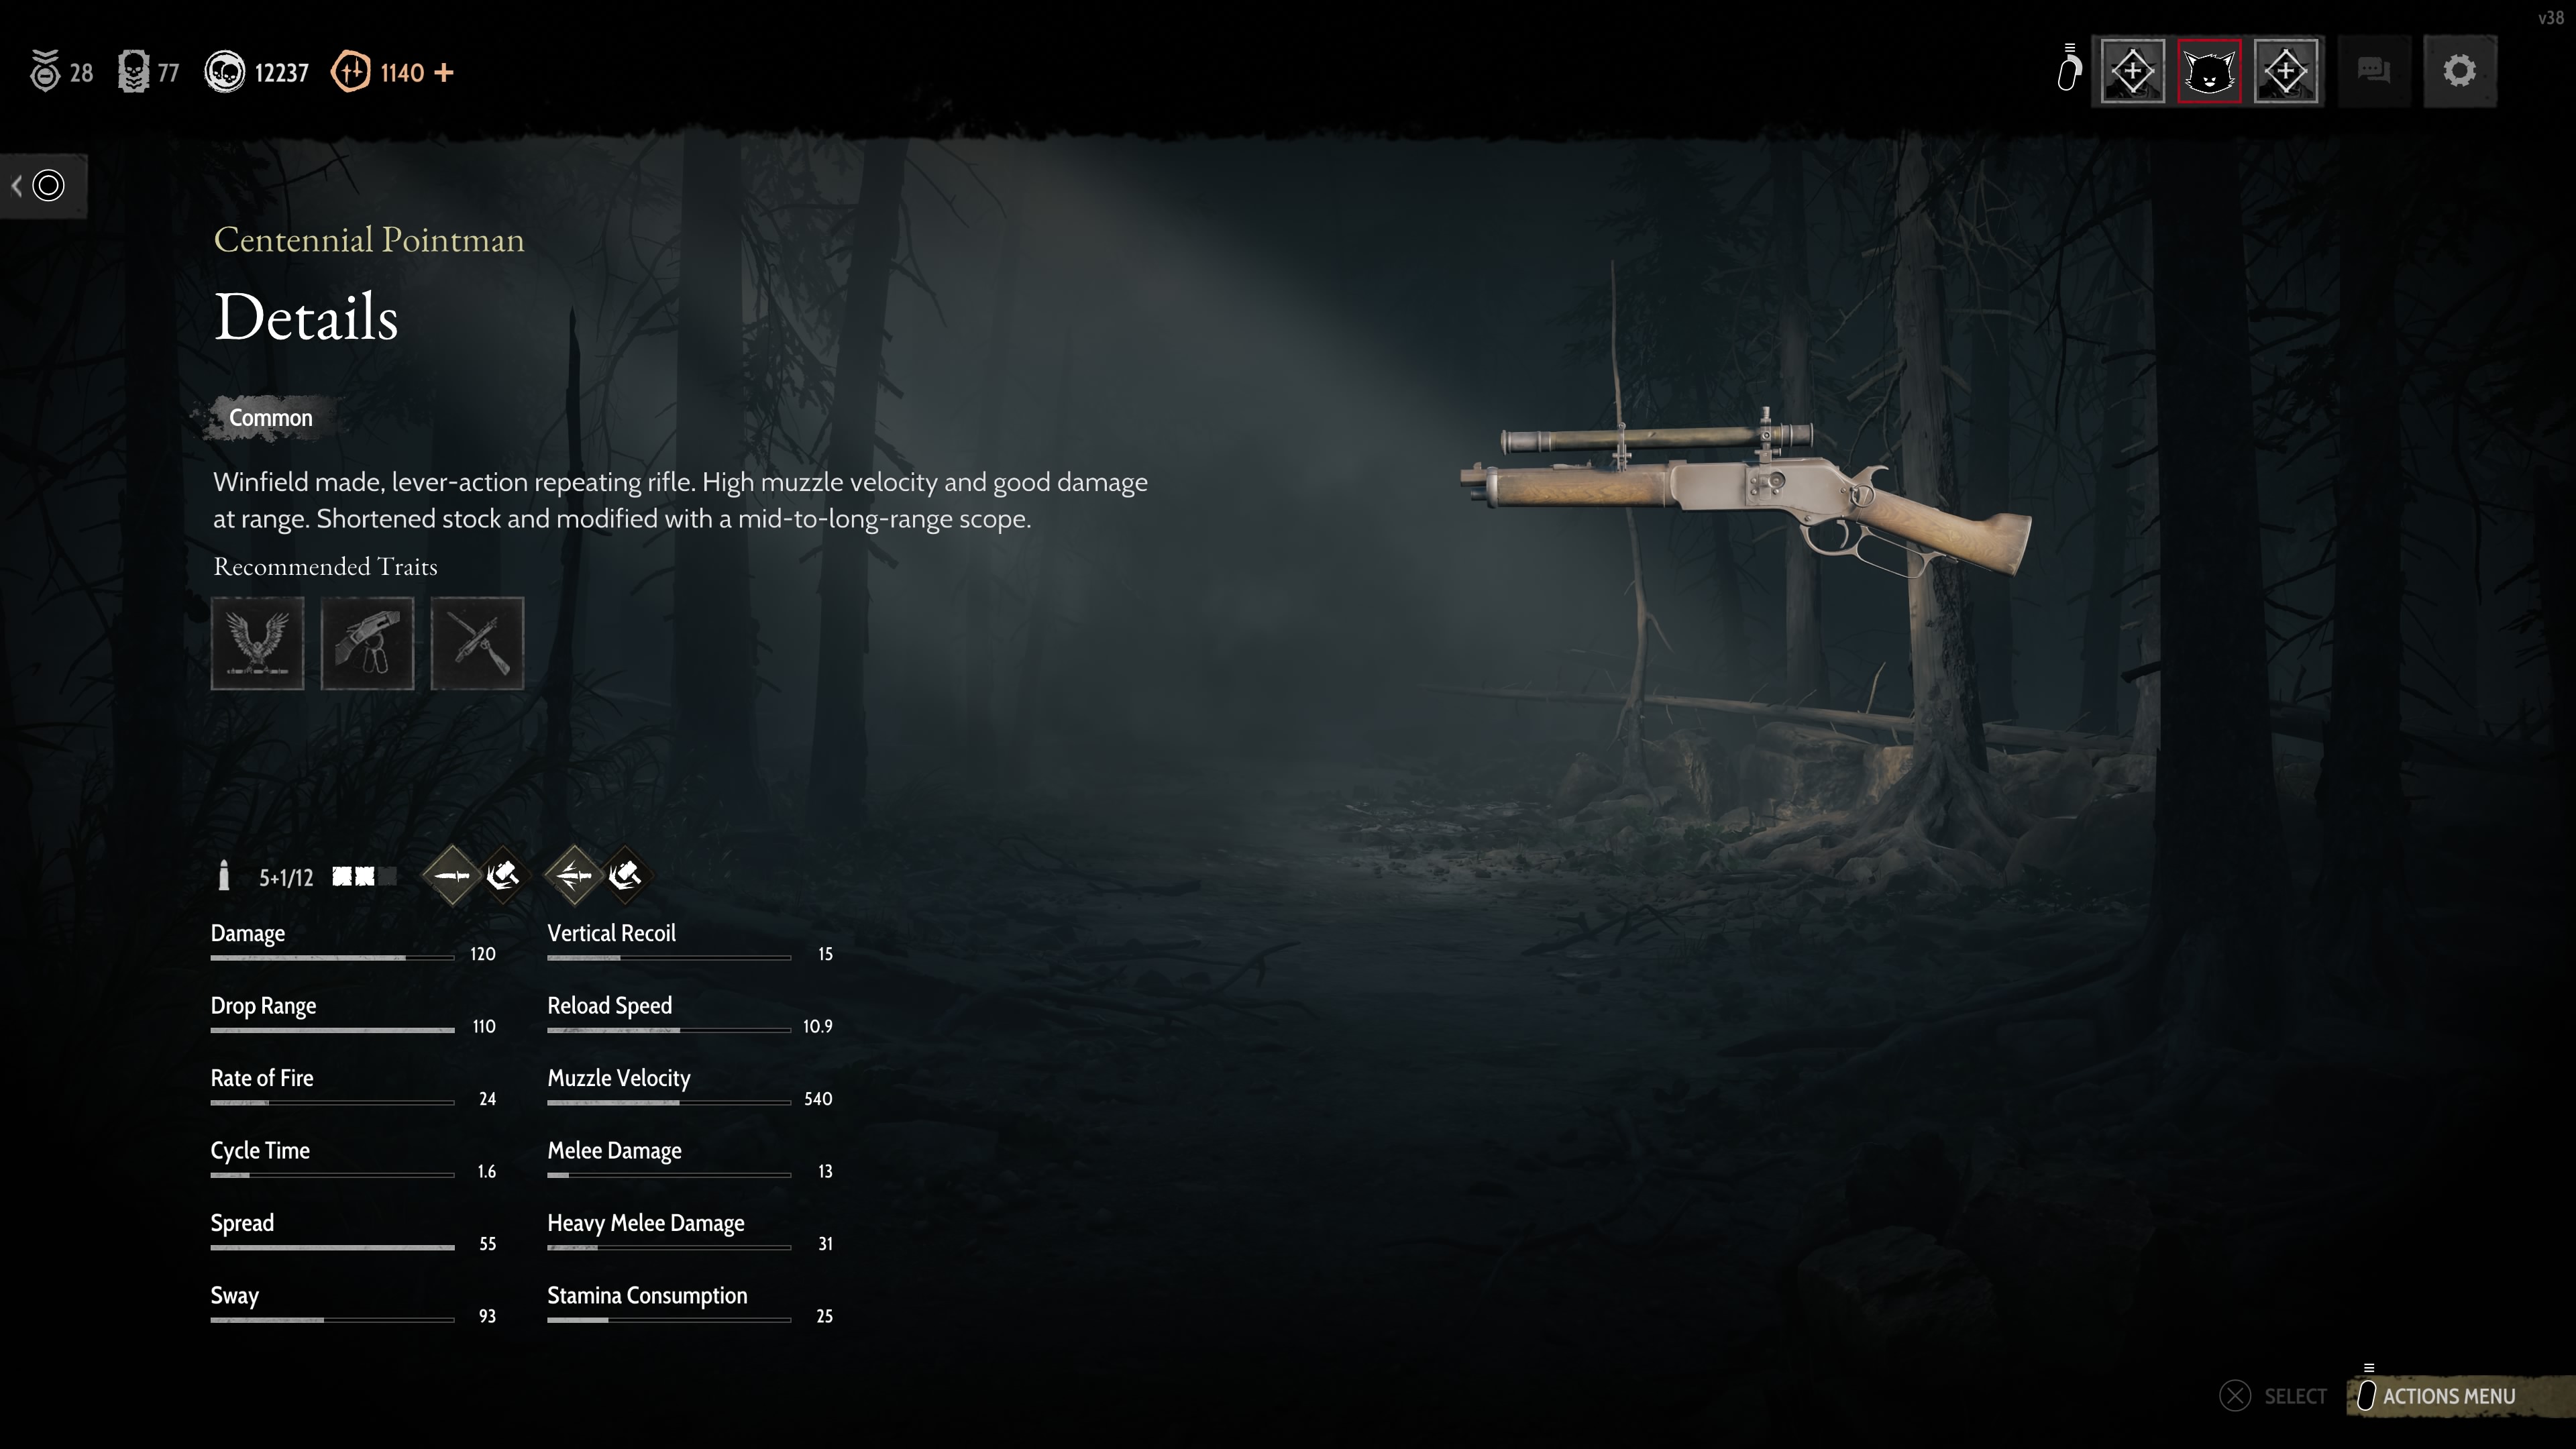 v38
28 77 12237 1140 +
Centennial Pointman
Details
Common
Winfield made, lever-action repeating rifle. High muzzle velocity and good damage
at range. Shortened stock and modified with a mid-to-long-range scope.
Recommended Traits
5+1/12
Damage 120
Vertical Recoil 15
Drop Range 110
Reload Speed 10.9
Rate of Fire 24
Muzzle Velocity 540
Cycle Time 1.6
Melee Damage 13
Spread 55
Heavy Melee Damage 31
Sway 93
Stamina Consumption 25
SELECT
ACTIONS MENU